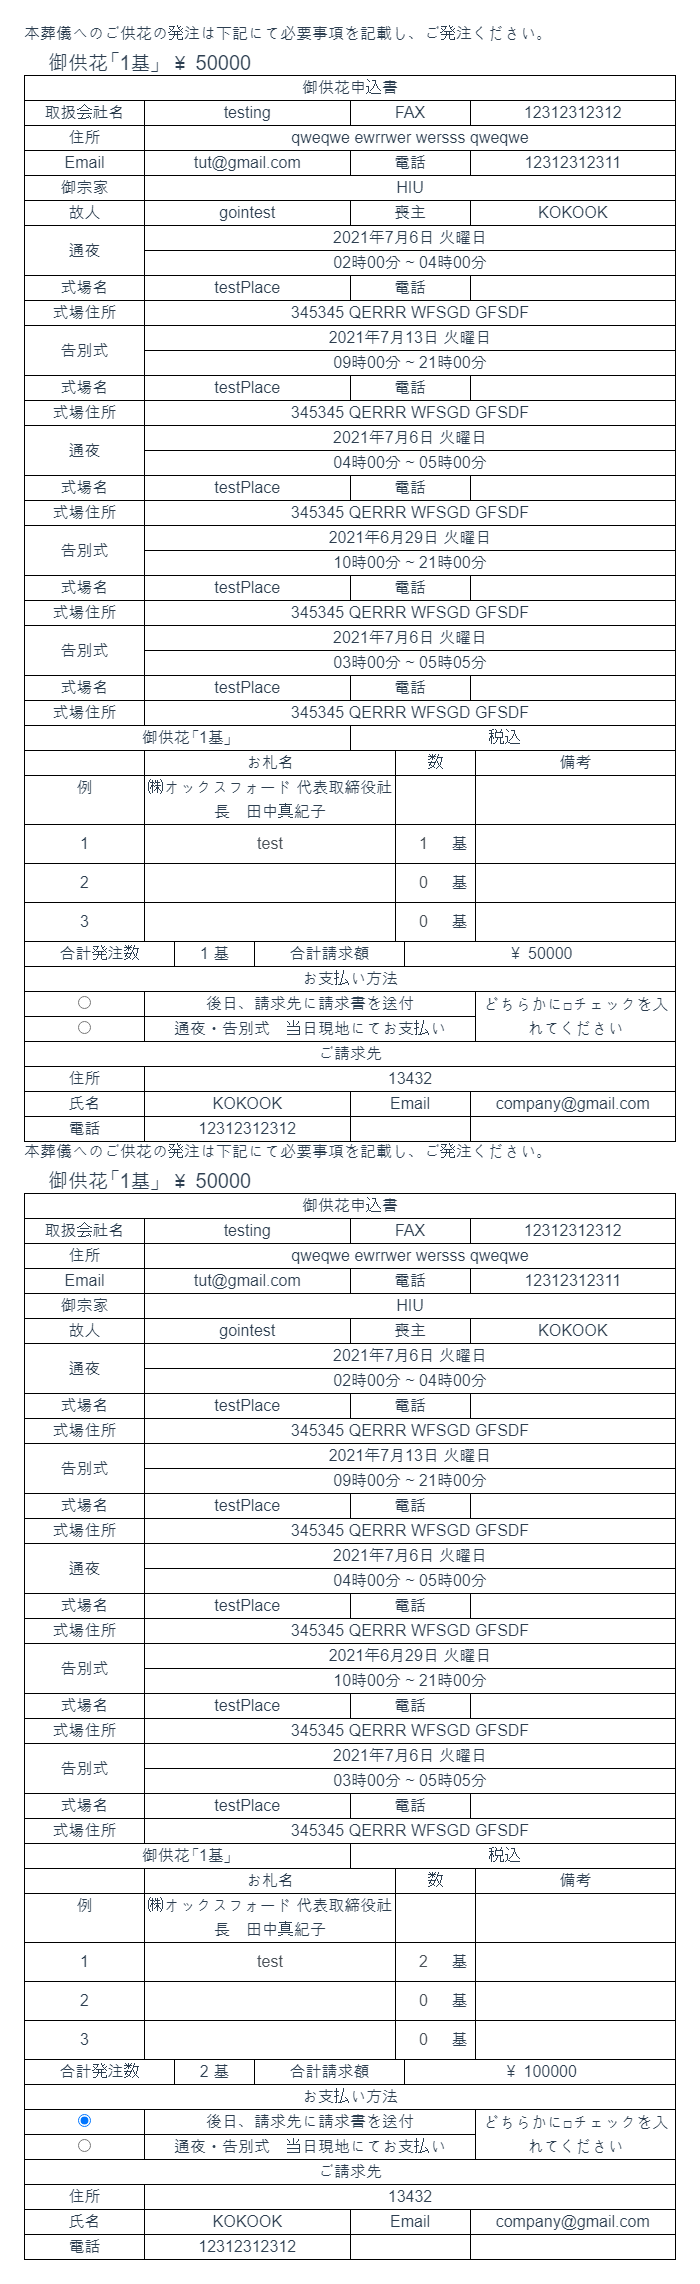 本葬儀へのご供花の発注は下記にて必要事項を記載し、ご発注ください。
御供花「1基」 ¥ 50000
御供花申込書
取扱会社名 testing FAX 12312312312
住所 qweqwe ewrrwer wersss qweqwe
Email tut@gmail.com 電話 12312312311
御宗家 HIU
故人 gointest 喪主 KOKOOK
通夜 2021年7月6日 火曜日
02時00分 ~ 04時00分
式場名 testPlace 電話
式場住所 345345 QERRR WFSGD GFSDF
告別式 2021年7月13日 火曜日
09時00分 ~ 21時00分
式場名 testPlace 電話
式場住所 345345 QERRR WFSGD GFSDF
通夜 2021年7月6日 火曜日
04時00分 ~ 05時00分
式場名 testPlace 電話
式場住所 345345 QERRR WFSGD GFSDF
告別式 2021年6月29日 火曜日
10時00分 ~ 21時00分
式場名 testPlace 電話
式場住所 345345 QERRR WFSGD GFSDF
告別式 2021年7月6日 火曜日
03時00分 ~ 05時05分
式場名 testPlace 電話
式場住所 345345 QERRR WFSGD GFSDF
御供花「1基」 税込
お札名 数 備考
例 ㈱オックスフォード 代表取締役社
長 田中真紀子
1 test 1 基
2 0 基
3 0 基
合計発注数 1 基 合計請求額 ¥ 50000
お支払い方法
後日、請求先に請求書を送付 どちらかに□チェックを入
通夜・告別式 当日現地にてお支払い れてください
ご請求先
住所 13432
氏名 KOKOOK Email company@gmail.com
電話 12312312312
本葬儀へのご供花の発注は下記にて必要事項を記載し、ご発注ください。
御供花「1基」 ¥ 50000
御供花申込書
取扱会社名 testing FAX 12312312312
住所 qweqwe ewrrwer wersss qweqwe
Email tut@gmail.com 電話 12312312311
御宗家 HIU
故人 gointest 喪主 KOKOOK
通夜 2021年7月6日 火曜日
02時00分 ~ 04時00分
式場名 testPlace 電話
式場住所 345345 QERRR WFSGD GFSDF
告別式 2021年7月13日 火曜日
09時00分 ~ 21時00分
式場名 testPlace 電話
式場住所 345345 QERRR WFSGD GFSDF
通夜 2021年7月6日 火曜日
04時00分 ~ 05時00分
式場名 testPlace 電話
式場住所 345345 QERRR WFSGD GFSDF
告別式 2021年6月29日 火曜日
10時00分 ~ 21時00分
式場名 testPlace 電話
式場住所 345345 QERRR WFSGD GFSDF
告別式 2021年7月6日 火曜日
03時00分 ~ 05時05分
式場名 testPlace 電話
式場住所 345345 QERRR WFSGD GFSDF
御供花「1基」 税込
お札名 数 備考
例 ㈱オックスフォード 代表取締役社
長 田中真紀子
1 test 2 基
2 0 基
3 0 基
合計発注数 2 基 合計請求額 ¥ 100000
お支払い方法
後日、請求先に請求書を送付 どちらかに□チェックを入
通夜・告別式 当日現地にてお支払い れてください
ご請求先
住所 13432
氏名 KOKOOK Email company@gmail.com
電話 12312312312